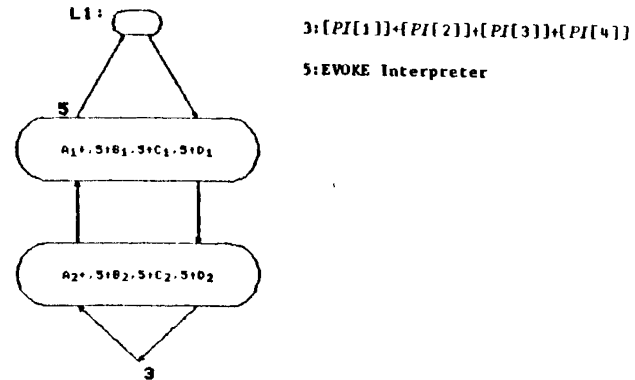 L1:
3:[PI[1]]+[PI[2]]+[PI[3]]+[PI[4]]
5:EVOKE Interpreter
5
A1+.5+B1.5+C1.5+D1
A2+.5+B2.5+C2.5+D2
3